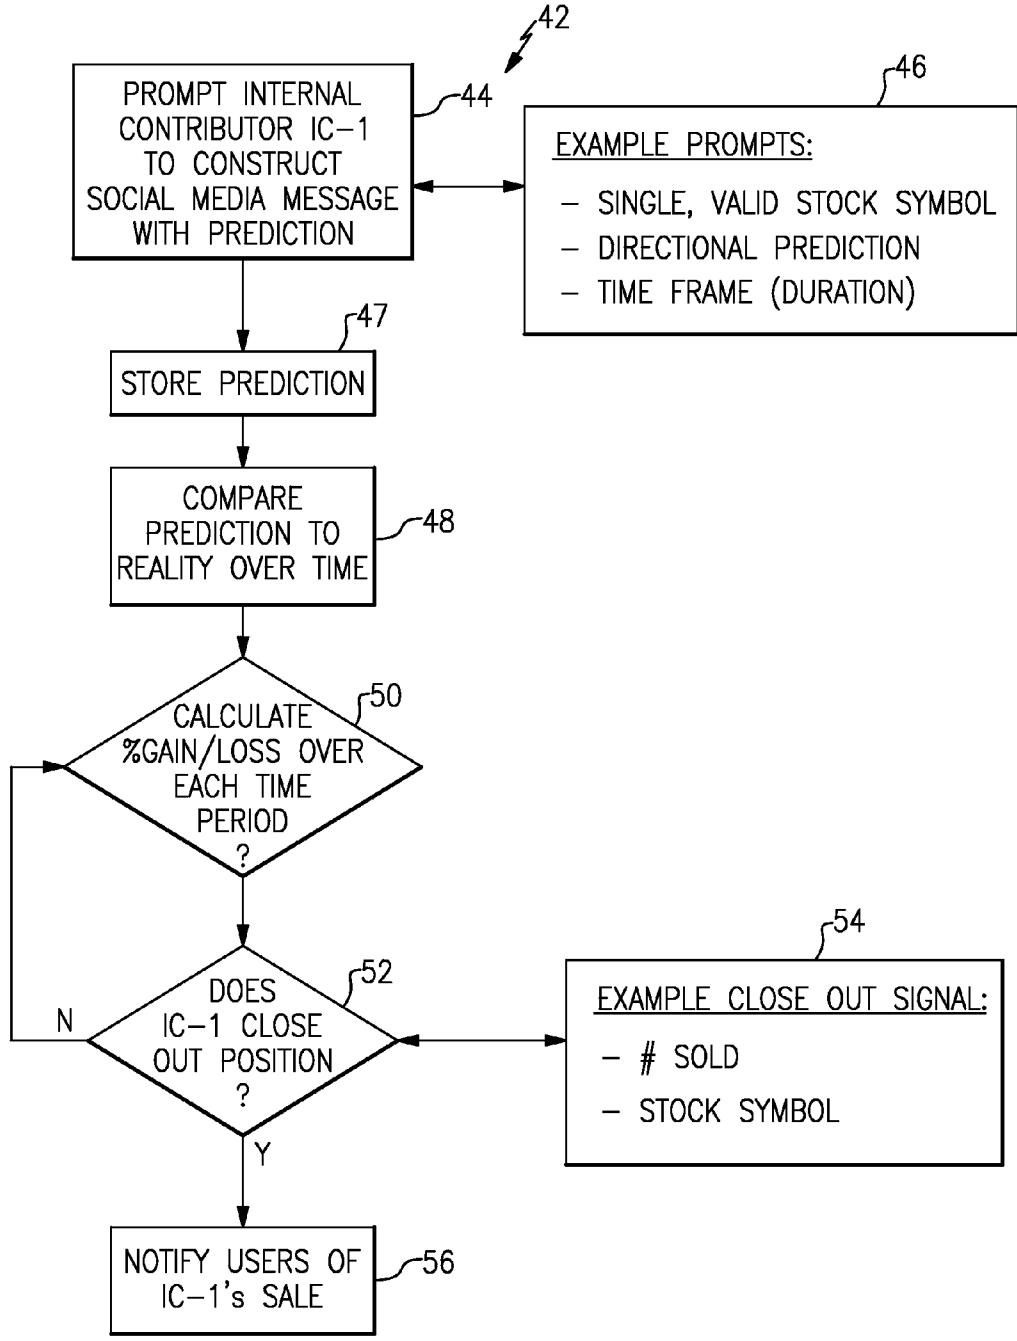 42
PROMPT INTERNAL
CONTRIBUTOR IC-1
TO CONSTRUCT
SOCIAL MEDIA MESSAGE
WITH PREDICTION
44
46
EXAMPLE PROMPTS:
- SINGLE, VALID STOCK SYMBOL
- DIRECTIONAL PREDICTION
- TIME FRAME (DURATION)
47
STORE PREDICTION
COMPARE
PREDICTION TO
REALITY OVER TIME
48
50
CALCULATE
%GAIN/LOSS OVER
EACH TIME
PERIOD
?
52
DOES
IC-1 CLOSE
OUT POSITION
?
N
Y
54
EXAMPLE CLOSE OUT SIGNAL:
- # SOLD
- STOCK SYMBOL
NOTIFY USERS OF
IC-1's SALE
56